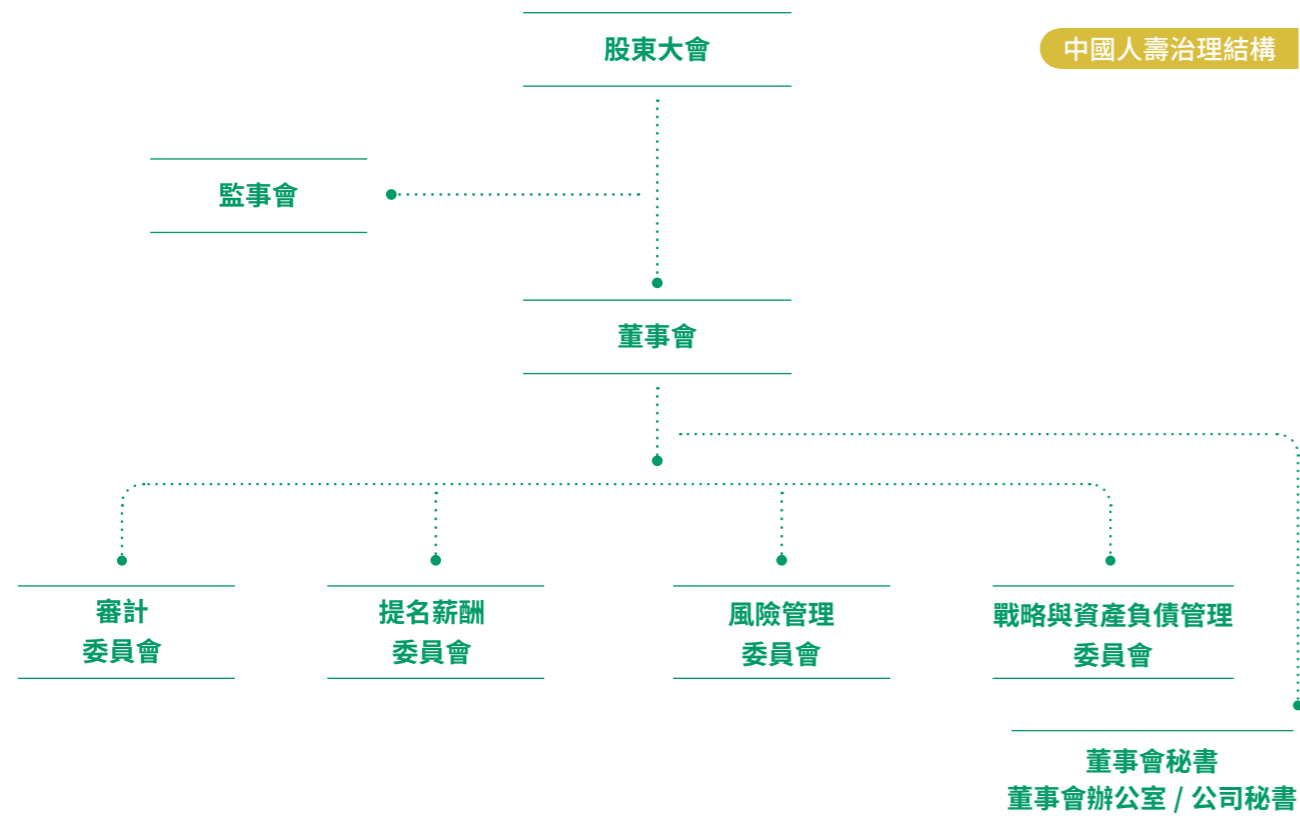 股東大會
中國人壽治理結構
監事會
董事會
審計
委員會
提名薪酬
委員會
風險管理
委員會
戰略與資產負債管理
委員會
董事會秘書
董事會辦公室 / 公司秘書